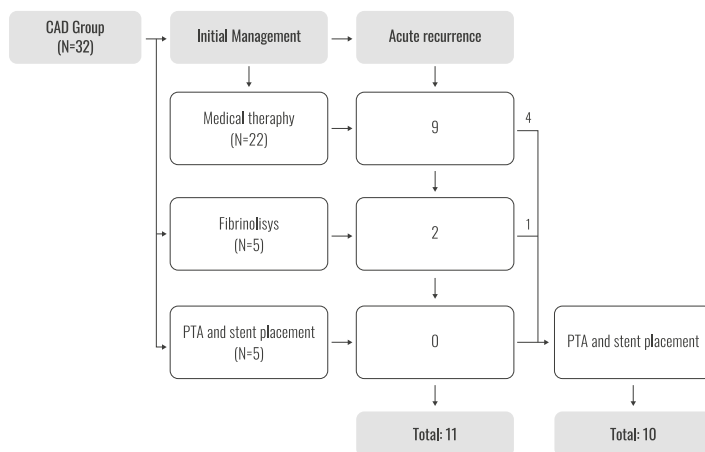 CAD Group
(N=32)
Initial Management
Acute recurrence
Medical theraphy
(N=22)
9
4
Fibrinolisys
(N=5)
2
1
PTA and stent placement
(N=5)
0
PTA and stent placement
Total: 11
Total: 10